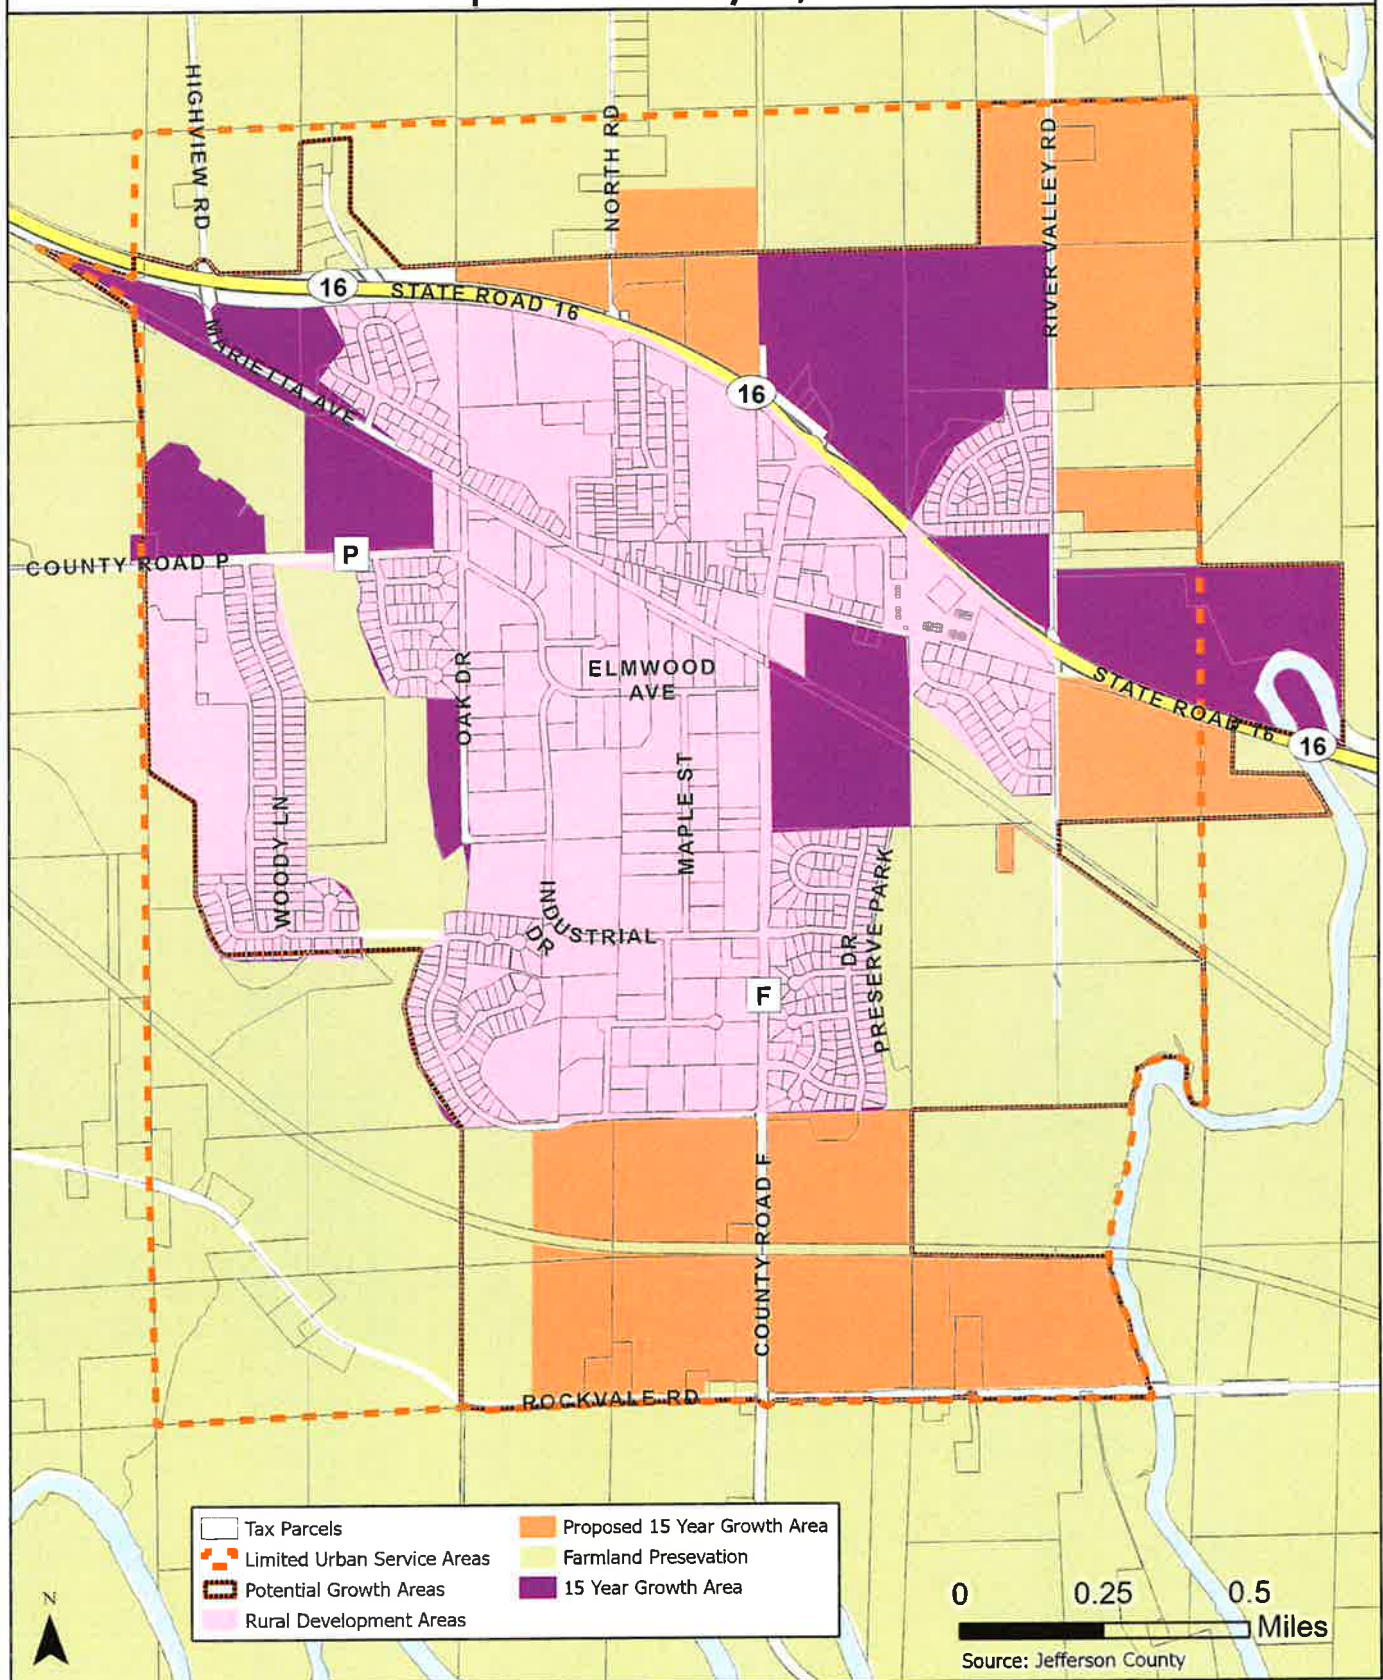 HIGHVIEW RD
NORTH RD
RIVER VALLEY RD
16
STATE ROAD 16
MARIETTA AVE
16
COUNTY ROAD P
P
ELMWOOD
AVE
OAK DR
STATE ROAD 16
16
MAPLE ST
WOODY LN
INDUSTRIAL
DR
PRESERVE PARK
DR
F
COUNTY ROAD F
ROCKVALE RD
Tax Parcels
Limited Urban Service Areas
Potential Growth Areas
Rural Development Areas
Proposed 15 Year Growth Area
Farmland Presevation
15 Year Growth Area
N
0 0.25 0.5
Miles
Source: Jefferson County